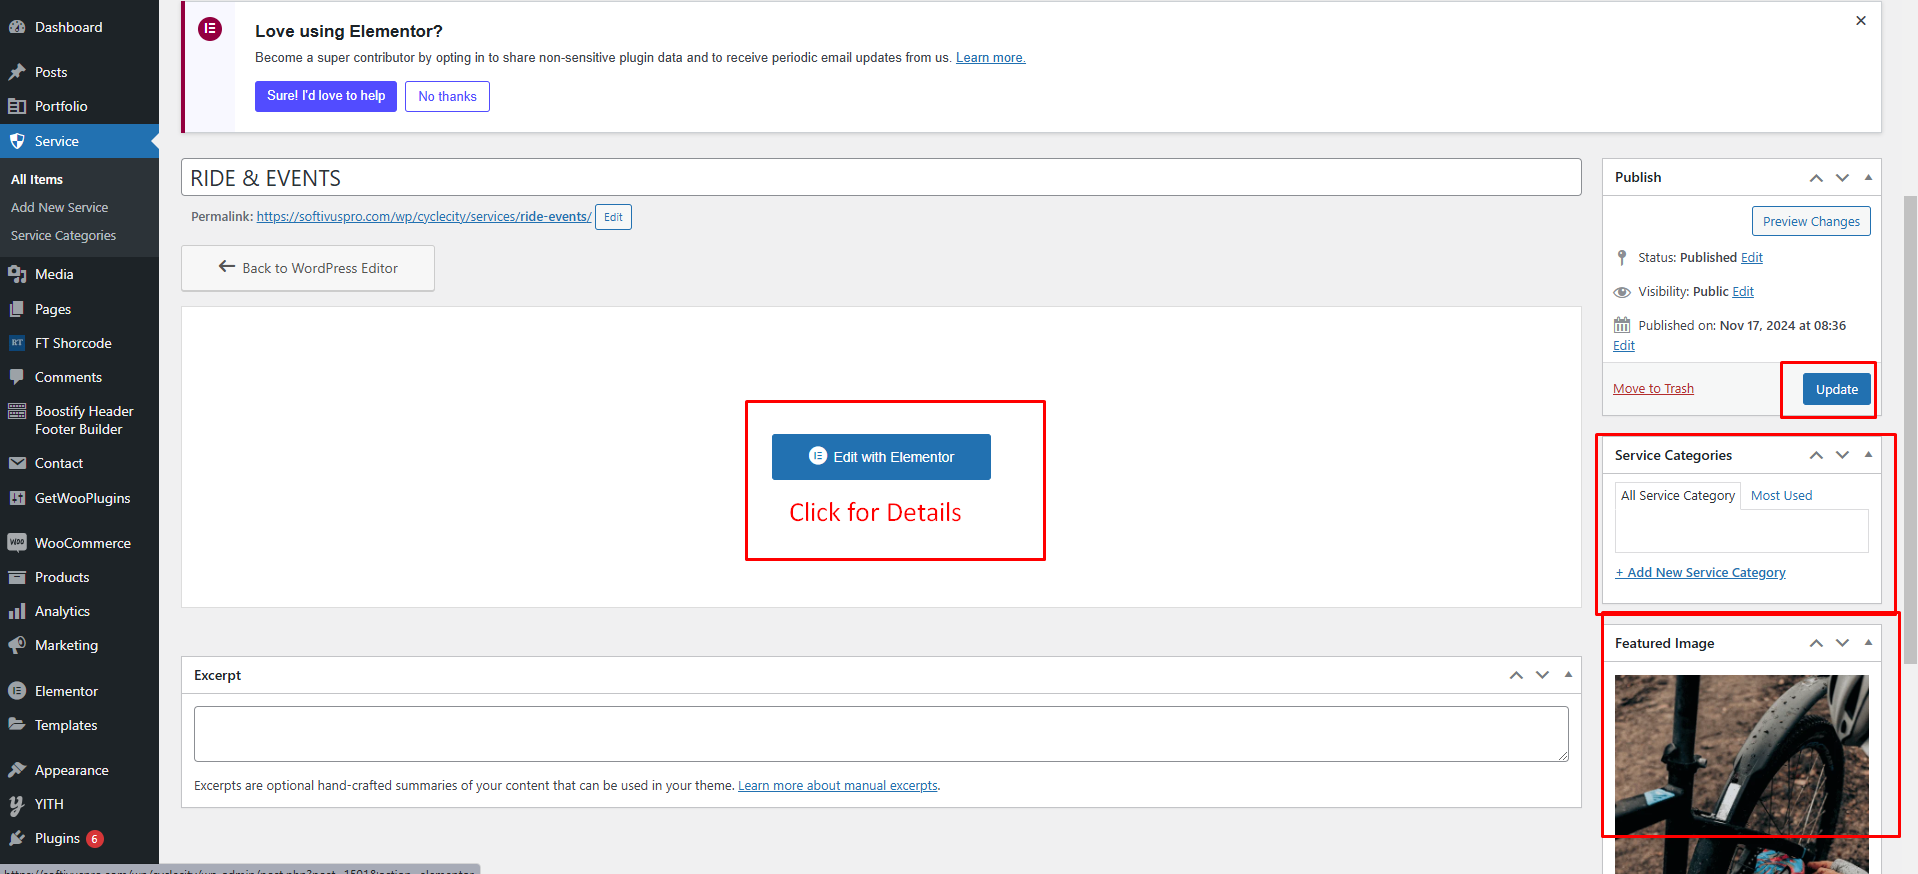 Dashboard
Posts
Portfolio
Service
All Items
Add New Service
Service Categories
Media
Pages
RT FT Shorcode
Comments
Boostify Header
Footer Builder
Contact
GetWooPlugins
Woo WooCommerce
Products
Analytics
Marketing
Elementor
Templates
Appearance
YITH
Plugins 6
Love using Elementor?
Become a super contributor by opting in to share non-sensitive plugin data and to receive periodic email updates from us. Learn more.
Sure! I'd love to help
No thanks
RIDE & EVENTS
Permalink: https://softivuspro.com/wp/cyclecity/services/ride-events/ Edit
Back to WordPress Editor
Edit with Elementor
Click for Details
Excerpt
Excerpts are optional hand-crafted summaries of your content that can be used in your theme. Learn more about manual excerpts.
Publish
Preview Changes
Status: Published Edit
Visibility: Public Edit
Published on: Nov 17, 2024 at 08:36
Edit
Move to Trash
Update
Service Categories
All Service Category
Most Used
+ Add New Service Category
Featured Image